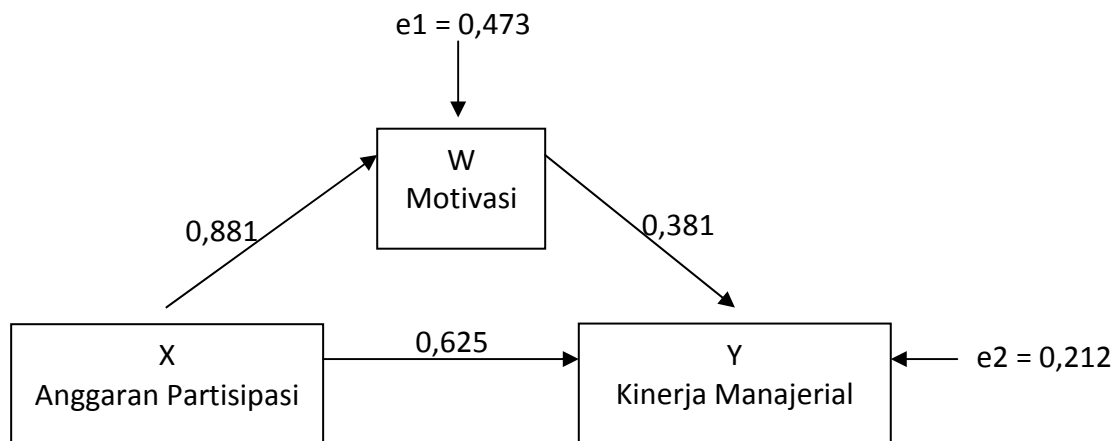 e1 = 0,473
W
Motivasi
0,881
0,381
X
Anggaran Partisipasi
0,625
Y
Kinerja Manajerial
e2 = 0,212